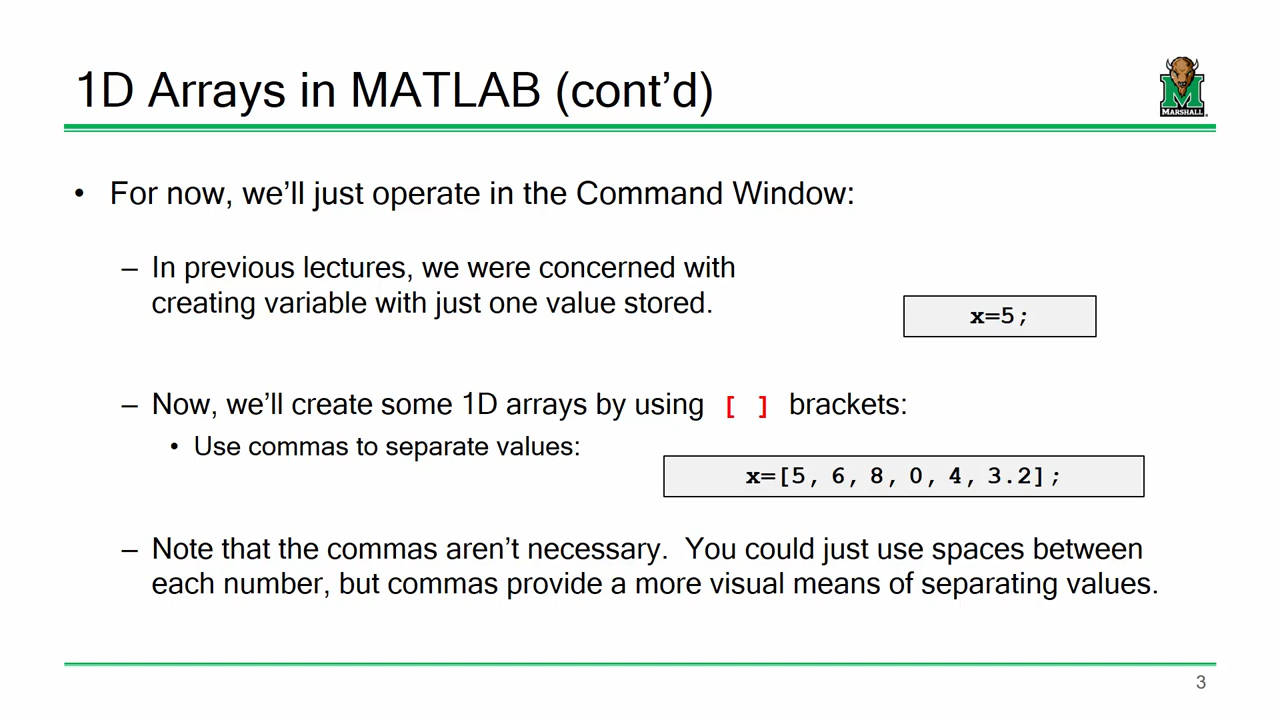 1D Arrays in MATLAB (cont’d)
MARSHALL
• For now, we’ll just operate in the Command Window:
– In previous lectures, we were concerned with
creating variable with just one value stored.
x=5;
– Now, we’ll create some 1D arrays by using [ ] brackets:
• Use commas to separate values:
x=[5, 6, 8, 0, 4, 3.2];
– Note that the commas aren’t necessary. You could just use spaces between
each number, but commas provide a more visual means of separating values.
3